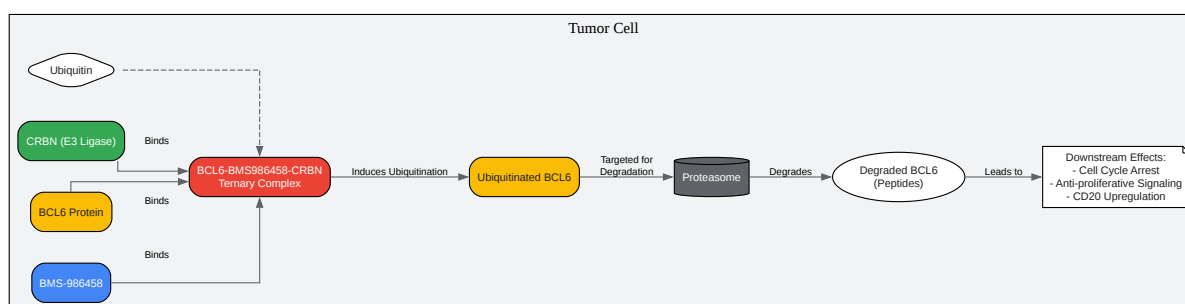 Tumor Cell
Ubiquitin
CRBN (E3 Ligase)
Binds
BCL6-BMS986458-CRBN
Ternary Complex
Induces Ubiquitination
Ubiquitinated BCL6
Targeted for
Degradation
Proteasome
Degrades
Degraded BCL6
(Peptides)
Leads to
Downstream Effects:
- Cell Cycle Arrest
- Anti-proliferative Signaling
- CD20 Upregulation
Binds
BCL6 Protein
Binds
BMS-986458